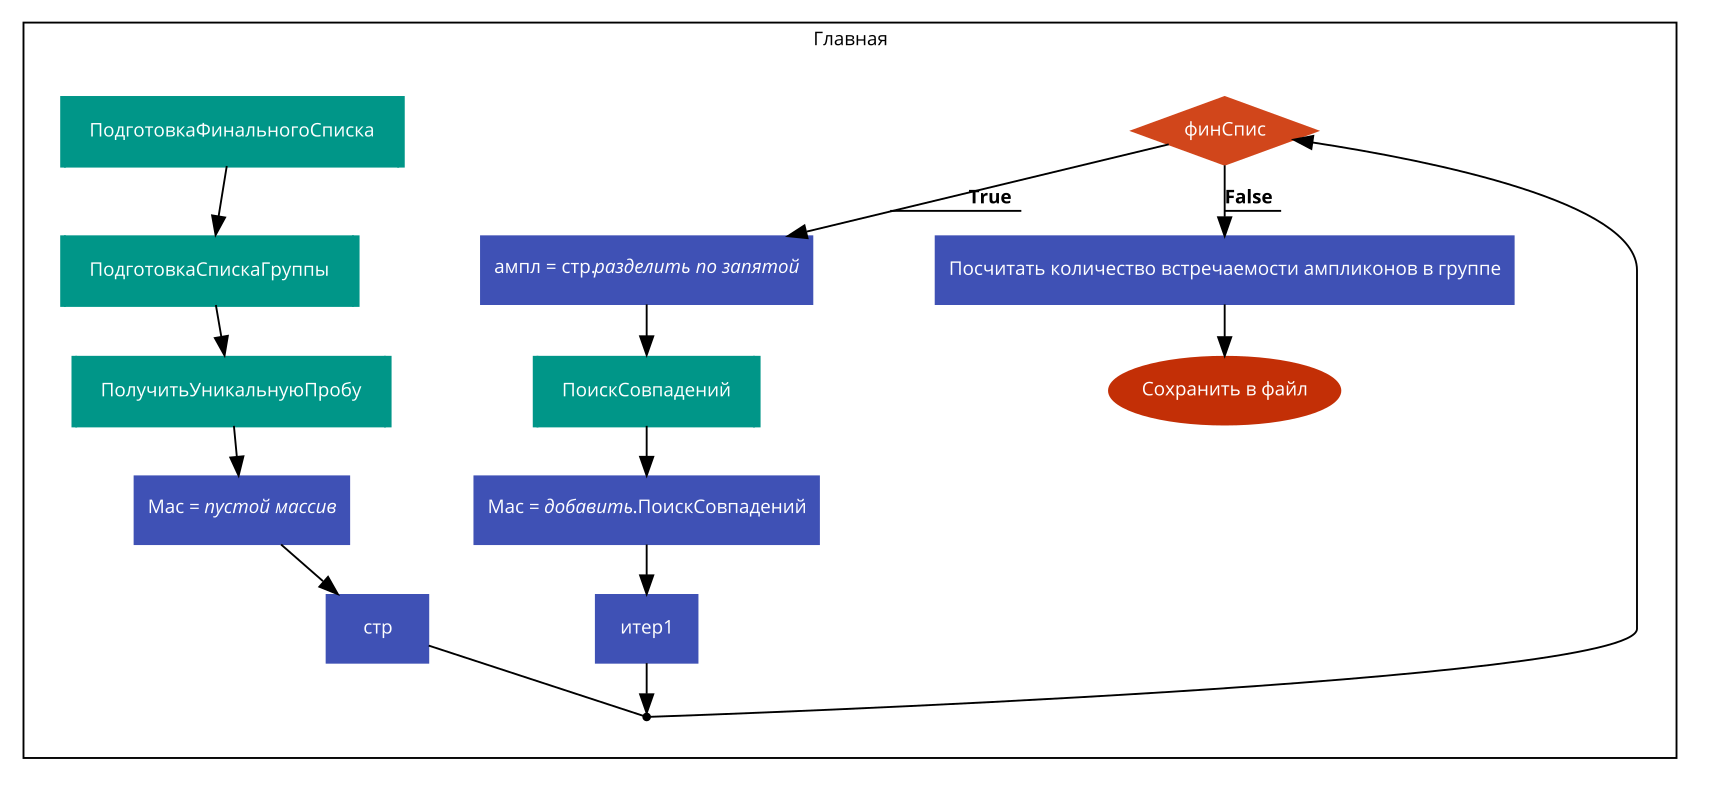 Главная
ПодготовкаФинальногоСписка
ПодготовкаСпискаГруппы
ПолучитьУникальнуюПробу
Мас = пустой массив
стр
финСпис
True
False
ампл = стр.разделить по запятой
ПоискСовпадений
Мас = добавить.ПоискСовпадений
итер1
Посчитать количество встречаемости ампликонов в группе
Сохранить в файл